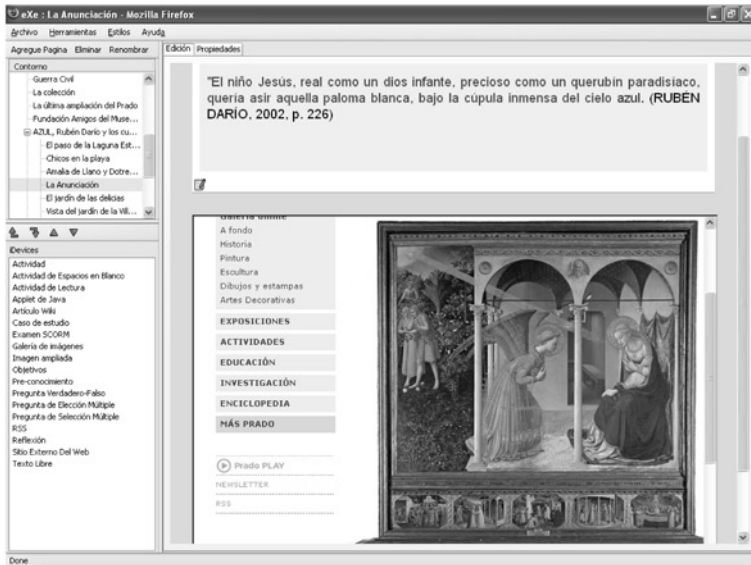 eXe : La Anunciación - Mozilla Firefox
Archivo Herramientas Estilos Ayuda
Agregue Pagina Eliminar Renombrar
Contorno
Guerra Civil
La colección
La última ampliación del Prado
Fundación Amigos del Muse...
AZUL, Rubén Darío y los cu...
El paso de la Laguna Est...
Chicos en la playa
Amalia de Llano y Dotre...
La Anunciación
El jardín de las delicias
Vista del jardín de la Vill...
iDevices
Actividad
Actividad de Espacios en Blanco
Actividad de Lectura
Applet de Java
Artículo Wiki
Caso de estudio
Examen SCORM
Galería de imágenes
Imagen ampliada
Objetivos
Pre-conocimiento
Pregunta Verdadero-Falso
Pregunta de Elección Múltiple
Pregunta de Selección Múltiple
RSS
Reflexión
Sitio Externo Del Web
Texto Libre
Done
Edición Propiedades
"El niño Jesús, real como un dios infante, precioso como un querubín paradisíaco,
quería asir aquella paloma blanca, bajo la cúpula inmensa del cielo azul. (RUBÉN
DARÍO, 2002, p. 226)
Galería online
A fondo
Historia
Pintura
Escultura
Dibujos y estampas
Artes Decorativas
EXPOSICIONES
ACTIVIDADES
EDUCACIÓN
INVESTIGACIÓN
ENCICLOPEDIA
MÁS PRADO
Prado PLAY
NEWSLETTER
RSS